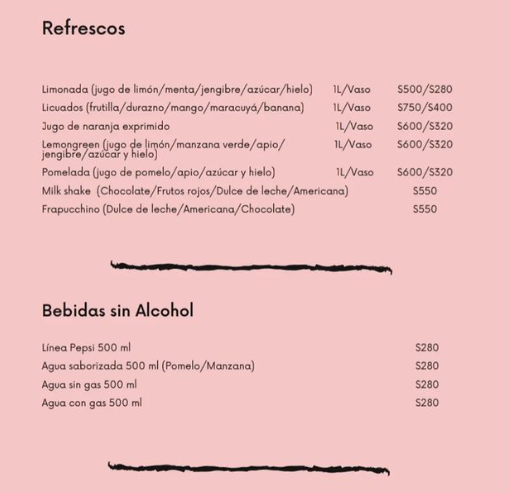 Refrescos
Limonada (jugo de limón/menta/jengibre/azúcar/hielo) 1L/Vaso $500/$280
Licuados (frutilla/durazno/mango/maracuyá/banana) 1L/Vaso $750/$400
Jugo de naranja exprimido 1L/Vaso $600/$320
Lemongreen (jugo de limón/manzana verde/apio/ 1L/Vaso $600/$320
jengibre/azúcar y hielo)
Pomelada (jugo de pomelo/apio/azúcar y hielo) 1L/Vaso $600/$320
Milk shake (Chocolate/Frutos rojos/Dulce de leche/Americana) $550
Frapucchino (Dulce de leche/Americana/Chocolate) $550
Bebidas sin Alcohol
Línea Pepsi 500 ml $280
Agua saborizada 500 ml (Pomelo/Manzana) $280
Agua sin gas 500 ml $280
Agua con gas 500 ml $280